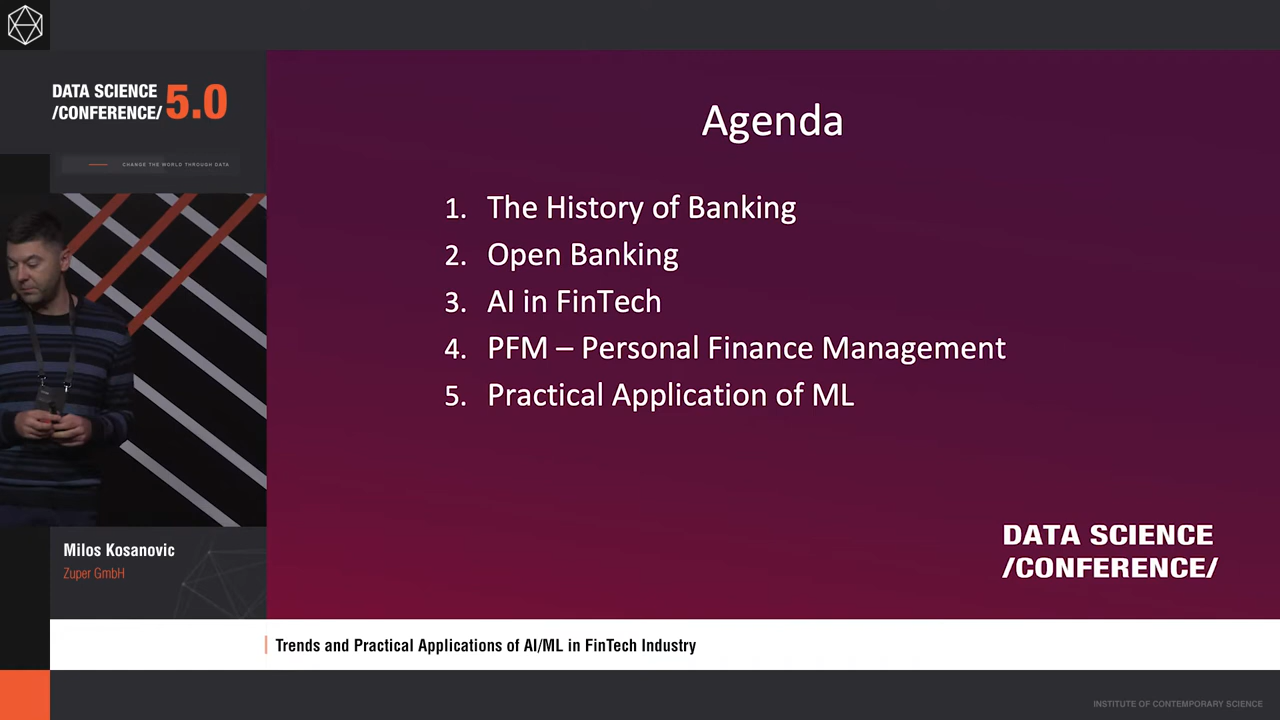 DATA SCIENCE
/CONFERENCE/ 5.0
CHANGE THE WORLD THROUGH DATA
Agenda
1. The History of Banking
2. Open Banking
3. AI in FinTech
4. PFM – Personal Finance Management
5. Practical Application of ML
DATA SCIENCE
/CONFERENCE/
Milos Kosanovic
Zuper GmbH
Trends and Practical Applications of AI/ML in FinTech Industry
INSTITUTE OF CONTEMPORARY SCIENCE